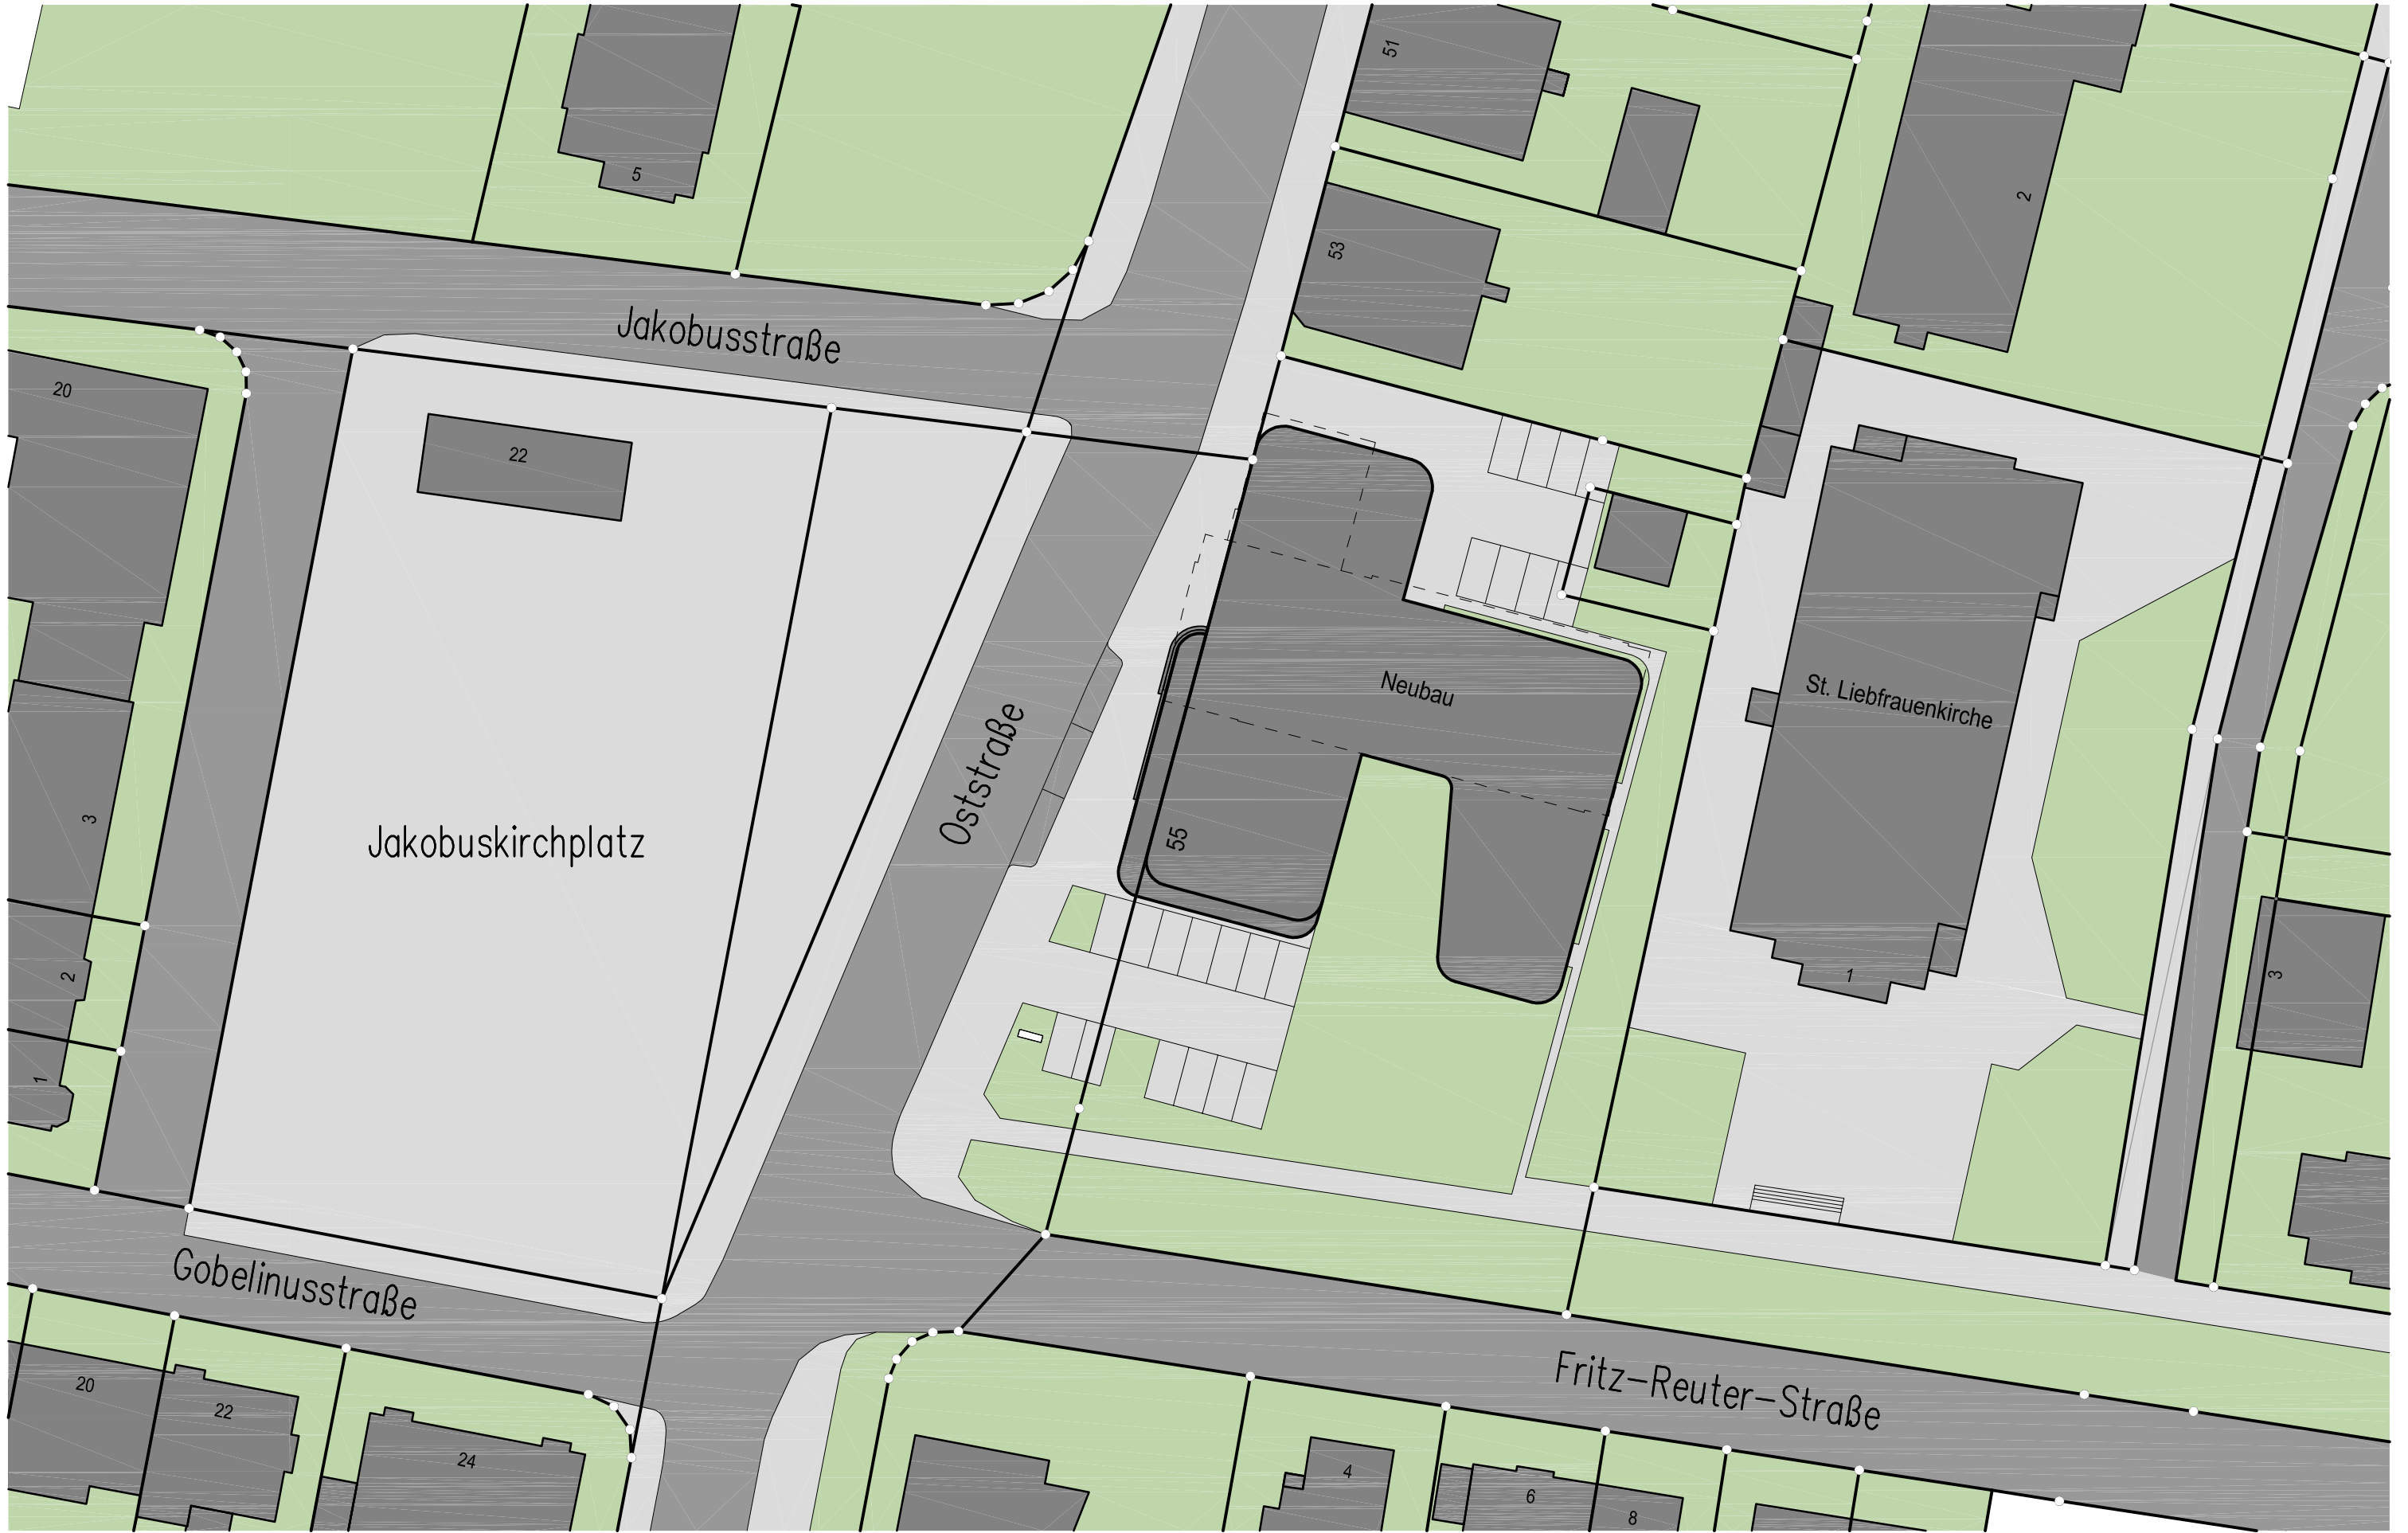 51
5
2
53
Jakobusstraße
20
22
Neubau
St. Liebfrauenkirche
Oststraße
3
Jakobuskirchplatz
55
2
1
3
1
Gobelinusstraße
Fritz-Reuter-Straße
20
22
24
4
6
8